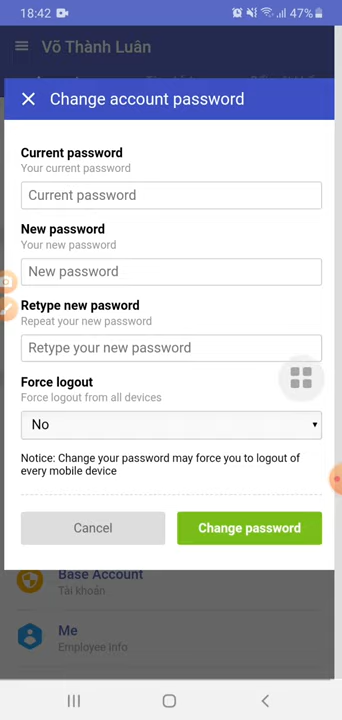 18:42
47%
Võ Thành Luân
Change account password
Current password
Your current password
Current password
New password
Your new password
New password
Retype new pasword
Repeat your new password
Retype your new password
Force logout
Force logout from all devices
No
Notice: Change your password may force you to logout of
every mobile device
Cancel
Change password
Base Account
Tài khoản
Me
Employee Info